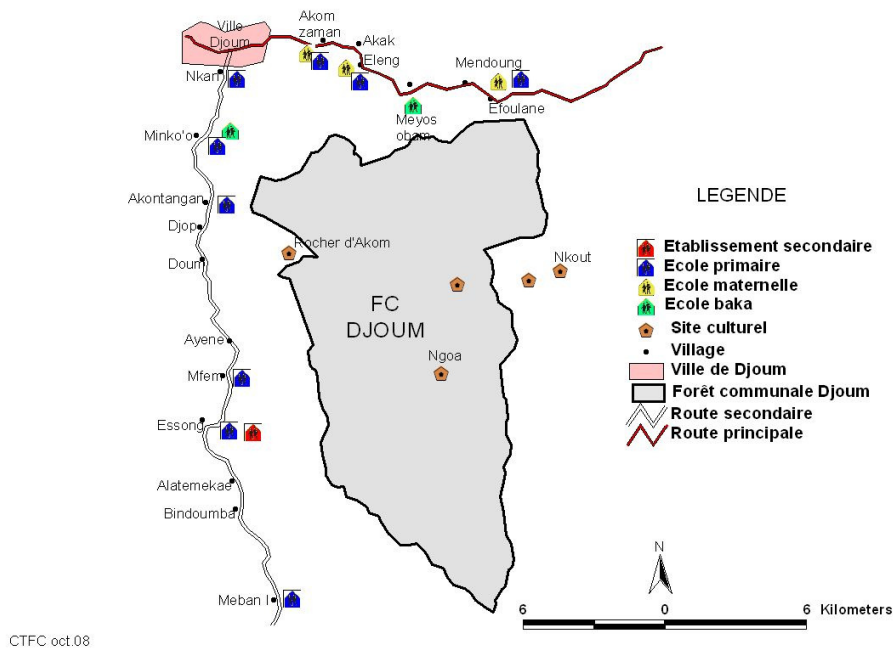 Ville
Djoum
Akom
zaman
Akak
Eleng
Mendoung
Nkan
Efoulane
Meyos
obam
Minko'o
Akontangan
Djop
Doum
Rocher d'Akom
Nkout
FC
DJOUM
Ayene
Ngoa
Mfem
Essong
Alatemekae
Bindoumba
Meban I
LEGENDE
Etablissement secondaire
Ecole primaire
Ecole maternelle
Ecole baka
Site culturel
Village
Ville de Djoum
Forêt communale Djoum
Route secondaire
Route principale
N
6 0 6 Kilometers
CTFC oct.08